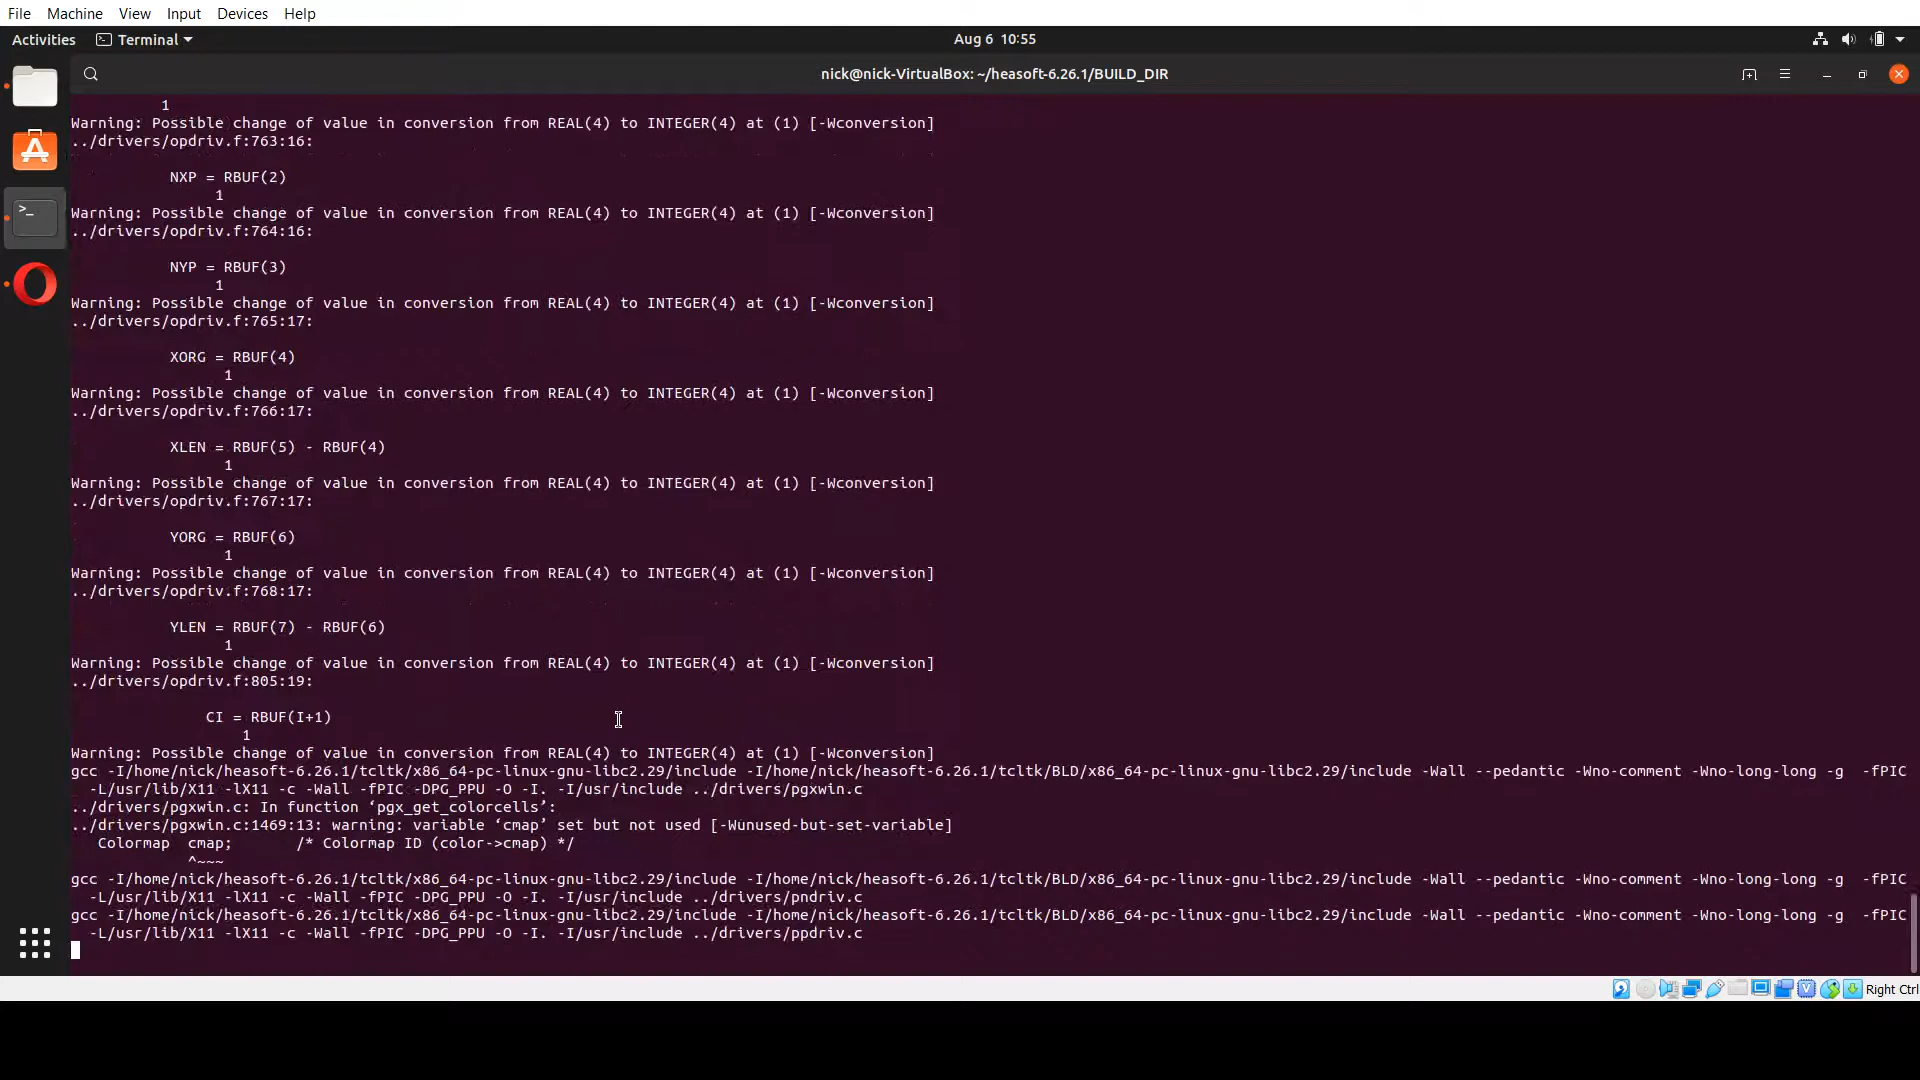 File Machine View Input Devices Help
Activities Terminal Aug 6 10:55
nick@nick-VirtualBox: ~/heasoft-6.26.1/BUILD_DIR
1
Warning: Possible change of value in conversion from REAL(4) to INTEGER(4) at (1) [-Wconversion]
../drivers/opdriv.f:763:16:
NXP = RBUF(2)
1
Warning: Possible change of value in conversion from REAL(4) to INTEGER(4) at (1) [-Wconversion]
../drivers/opdriv.f:764:16:
NYP = RBUF(3)
1
Warning: Possible change of value in conversion from REAL(4) to INTEGER(4) at (1) [-Wconversion]
../drivers/opdriv.f:765:17:
XORG = RBUF(4)
1
Warning: Possible change of value in conversion from REAL(4) to INTEGER(4) at (1) [-Wconversion]
../drivers/opdriv.f:766:17:
XLEN = RBUF(5) - RBUF(4)
1
Warning: Possible change of value in conversion from REAL(4) to INTEGER(4) at (1) [-Wconversion]
../drivers/opdriv.f:767:17:
YORG = RBUF(6)
1
Warning: Possible change of value in conversion from REAL(4) to INTEGER(4) at (1) [-Wconversion]
../drivers/opdriv.f:768:17:
YLEN = RBUF(7) - RBUF(6)
1
Warning: Possible change of value in conversion from REAL(4) to INTEGER(4) at (1) [-Wconversion]
../drivers/opdriv.f:805:19:
CI = RBUF(I+1)
1
Warning: Possible change of value in conversion from REAL(4) to INTEGER(4) at (1) [-Wconversion]
gcc -I/home/nick/heasoft-6.26.1/tcltk/x86_64-pc-linux-gnu-libc2.29/include -I/home/nick/heasoft-6.26.1/tcltk/BLD/x86_64-pc-linux-gnu-libc2.29/include -Wall --pedantic -Wno-comment -Wno-long-long -g -fPIC
-L/usr/lib/X11 -lX11 -c -Wall -fPIC -DPG_PPU -O -I. -I/usr/include ../drivers/pgxwin.c
../drivers/pgxwin.c: In function ‘pgx_get_colorcells’:
../drivers/pgxwin.c:1469:13: warning: variable ‘cmap’ set but not used [-Wunused-but-set-variable]
Colormap cmap; /* Colormap ID (color->cmap) */
^~~~
gcc -I/home/nick/heasoft-6.26.1/tcltk/x86_64-pc-linux-gnu-libc2.29/include -I/home/nick/heasoft-6.26.1/tcltk/BLD/x86_64-pc-linux-gnu-libc2.29/include -Wall --pedantic -Wno-comment -Wno-long-long -g -fPIC
-L/usr/lib/X11 -lX11 -c -Wall -fPIC -DPG_PPU -O -I. -I/usr/include ../drivers/pndriv.c
gcc -I/home/nick/heasoft-6.26.1/tcltk/x86_64-pc-linux-gnu-libc2.29/include -I/home/nick/heasoft-6.26.1/tcltk/BLD/x86_64-pc-linux-gnu-libc2.29/include -Wall --pedantic -Wno-comment -Wno-long-long -g -fPIC
-L/usr/lib/X11 -lX11 -c -Wall -fPIC -DPG_PPU -O -I. -I/usr/include ../drivers/ppdriv.c
Right Ctrl